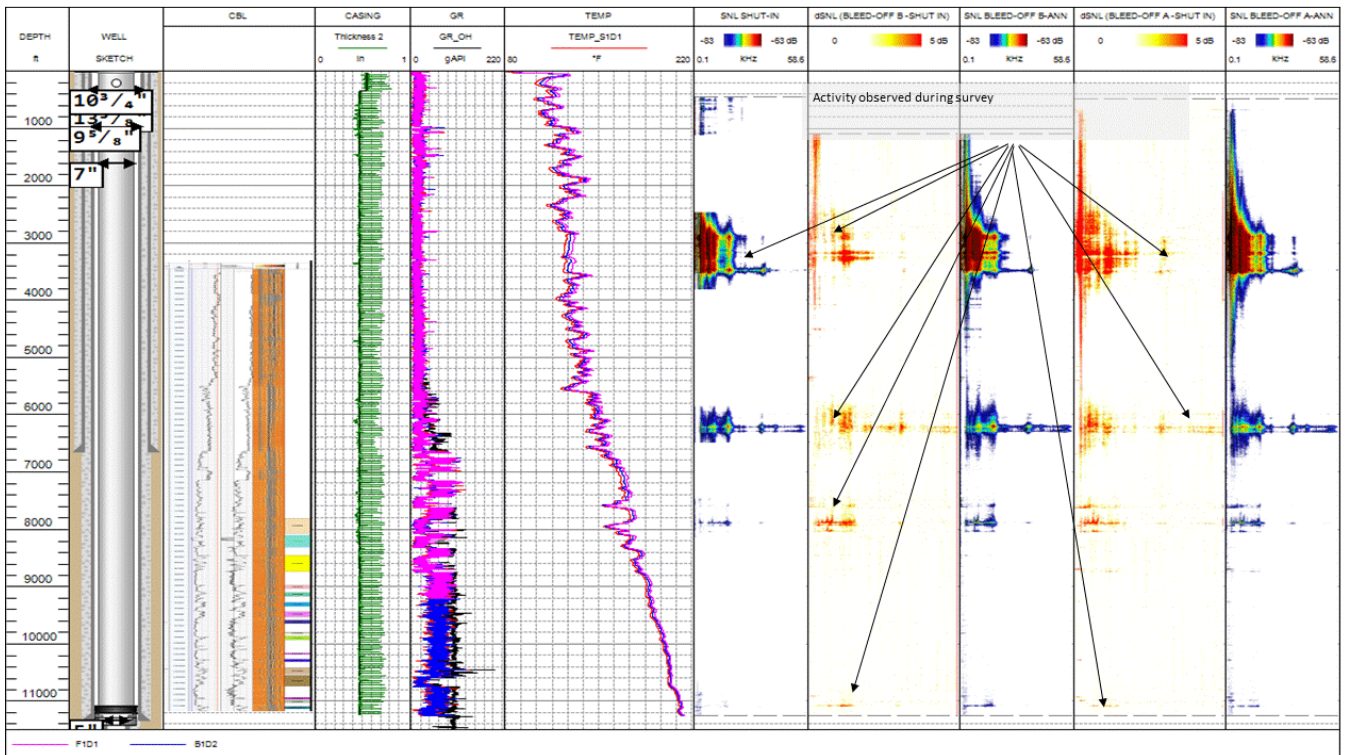 CBL CASING GR TEMP SNL SHUT-IN dSNL (BLEED-OFF B -SHUT IN) SNL BLEED-OFF B-ANN dSNL (BLEED-OFF A -SHUT IN) SNL BLEED-OFF A-ANN
DEPTH WELL Thickness 2 GR_OH TEMP_S1D1 -83 -63 dB 0 5 dB -83 -63 dB 0 5 dB -83 -63 dB
ft SKETCH 0 in 1 0 gAPI 220 80 °F 220 0.1 kHz 58.6 0.1 kHz 58.6 0.1 kHz 58.6
10³/₄"
Activity observed during survey
1000
9⁵/₈"
7"
2000
3000
4000
5000
6000
7000
8000
9000
10000
11000
F1D1 B1D2